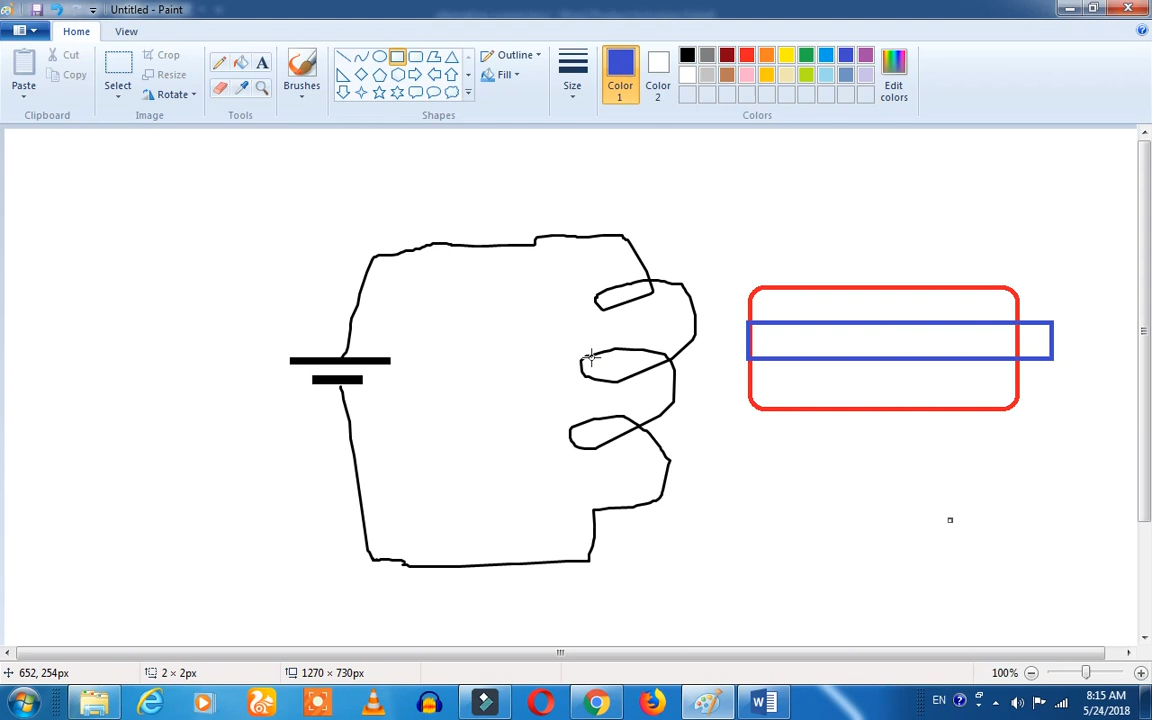 Untitled - Paint
Home View
Paste
Cut
Copy
Clipboard
Select
Crop
Resize
Rotate
Image
Tools
Brushes
Shapes
Outline
Fill
Size
Color 1
Color 2
Edit colors
Colors
652, 254px
2 × 2px
1270 × 730px
100%
EN
8:15 AM
5/24/2018